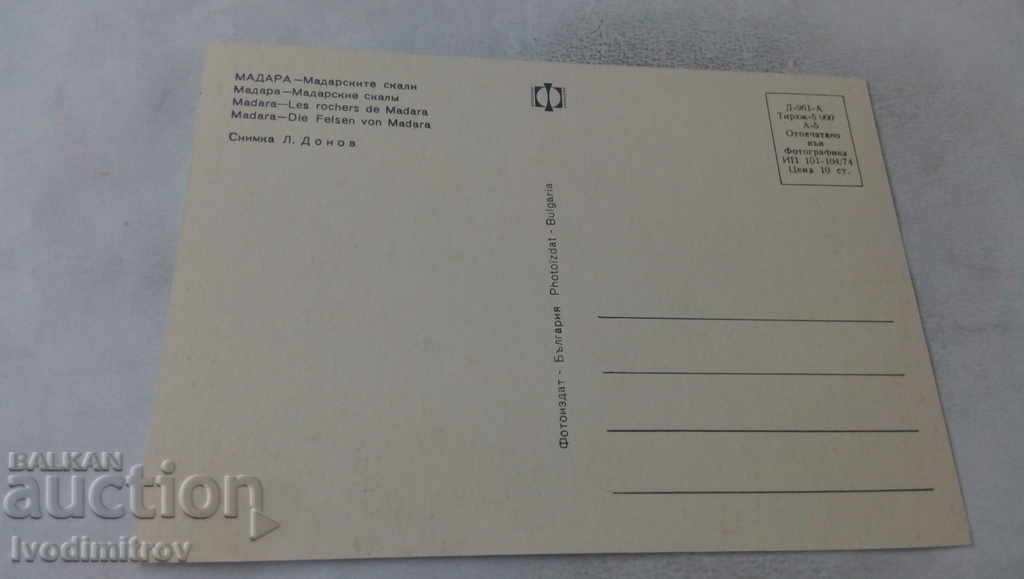 МАДАРА—Мадарските скали
Мадара—Мадарские скалы
Madara—Les rochers de Madara
Madara—Die Felsen von Madara
Снимка Л. Донов
Д-961-А
Тираж-5 000
А-5
Отпечатано
във
Фотографика
ИП 101-104/74
Цена 10 ст.
Фотоиздат - България Photoizdat - Bulgaria
BALKAN
auction
Ivodimitrov